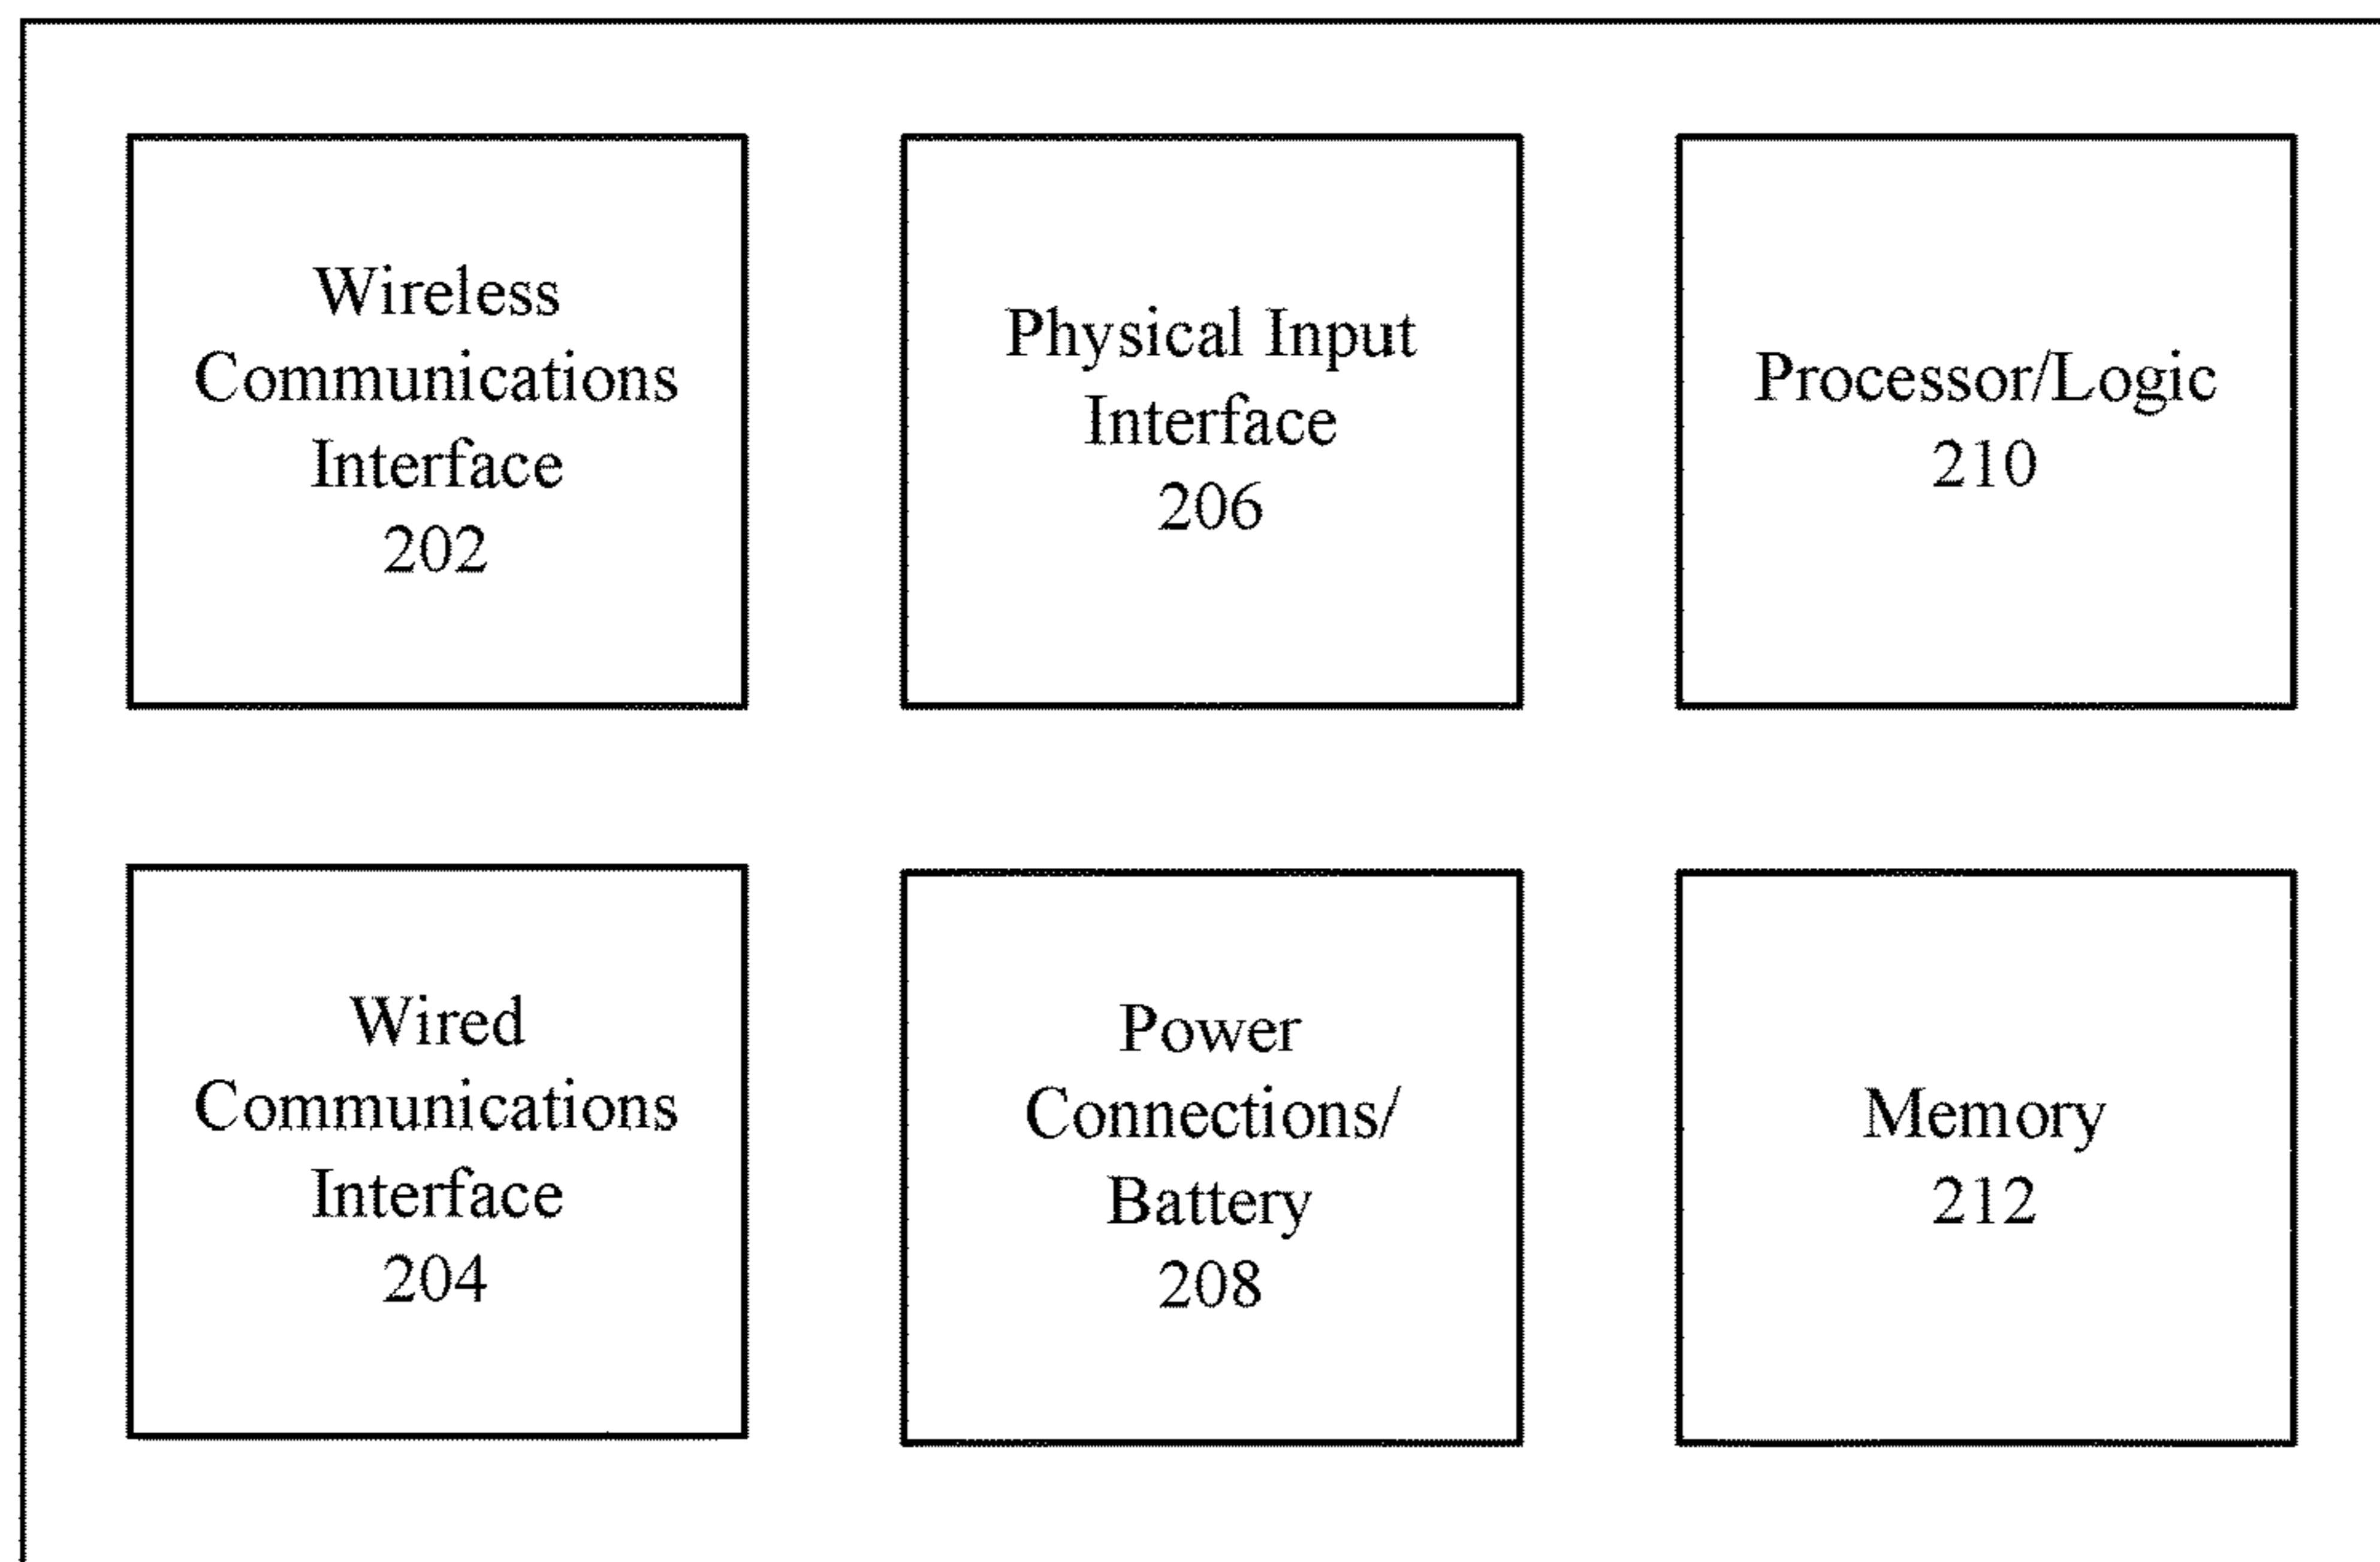 Wireless
Communications
Interface
202
Physical Input
Interface
206
Processor/Logic
210
Wired
Communications
Interface
204
Power
Connections/
Battery
208
Memory
212